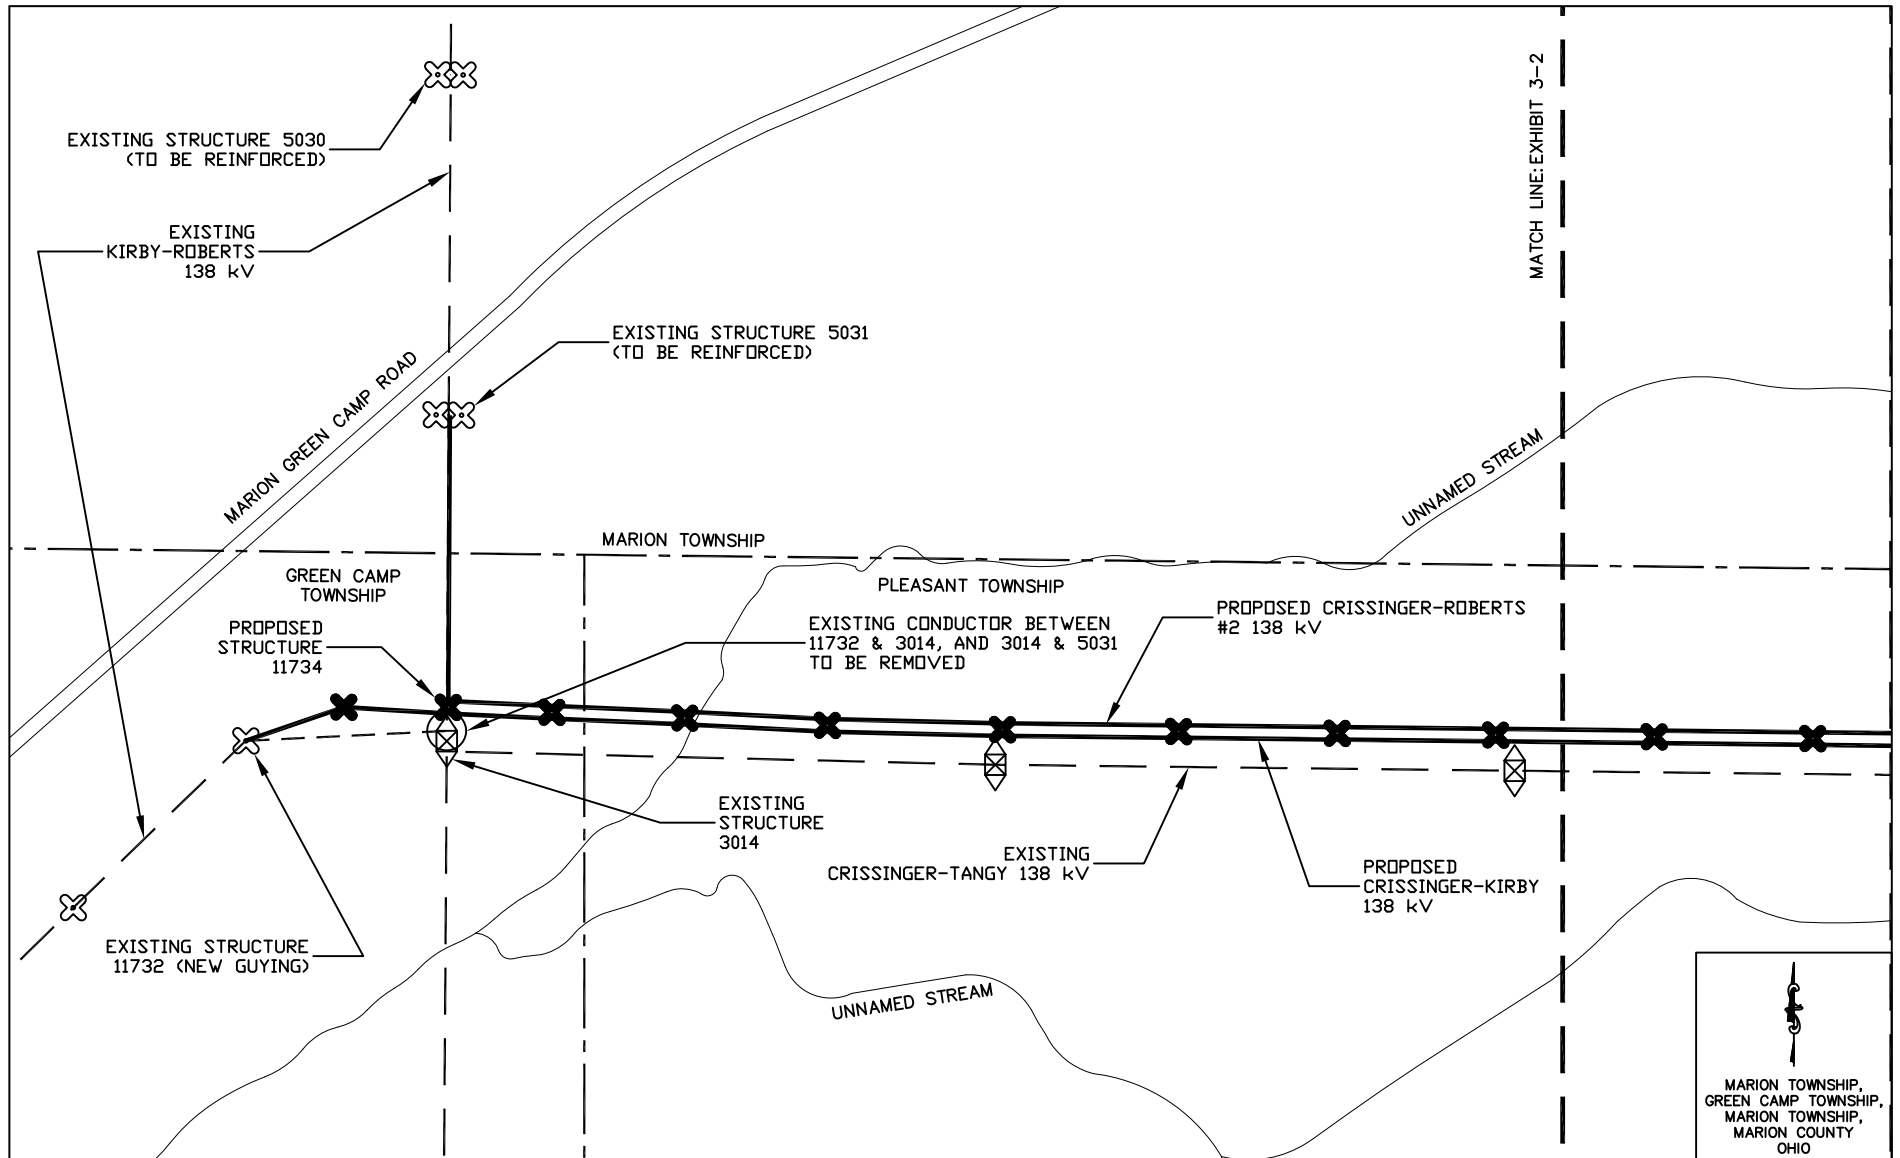 EXISTING STRUCTURE 5030
(TO BE REINFORCED)
EXISTING
KIRBY-ROBERTS
138 kV
MATCH LINE:EXHIBIT 3-2
EXISTING STRUCTURE 5031
(TO BE REINFORCED)
MARION GREEN CAMP ROAD
UNNAMED STREAM
MARION TOWNSHIP
GREEN CAMP
TOWNSHIP
PLEASANT TOWNSHIP
PROPOSED
STRUCTURE
11734
EXISTING CONDUCTOR BETWEEN
11732 & 3014, AND 3014 & 5031
TO BE REMOVED
PROPOSED CRISSINGER-ROBERTS
#2 138 kV
EXISTING
STRUCTURE
3014
EXISTING
CRISSINGER-TANGY 138 kV
PROPOSED
CRISSINGER-KIRBY
138 kV
EXISTING STRUCTURE
11732 (NEW GUYING)
UNNAMED STREAM
MARION TOWNSHIP,
GREEN CAMP TOWNSHIP,
MARION TOWNSHIP,
MARION COUNTY
OHIO